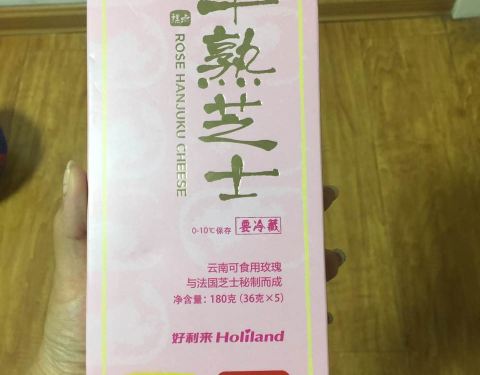 半熟芝士
ROSE HANJUKU CHEESE
0-10℃保存 要冷藏
云南可食用玫瑰
与法国芝士秘制而成
净含量：180克（36克×5）
好利来 Holiland